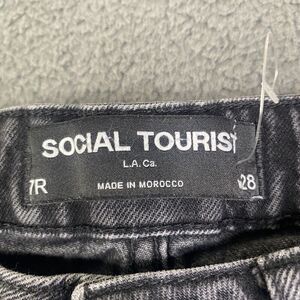 SOCIAL TOURIST
L.A. Ca.
7R MADE IN MOROCCO 28